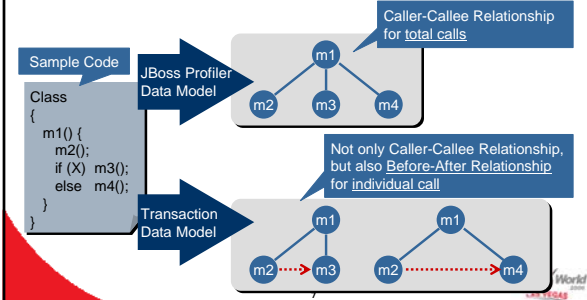 Caller-Callee Relationship
for total calls
Sample Code
JBoss Profiler
Data Model
m1
m2
m3
m4
Class
{
m1() {
m2();
if (X) m3();
else m4();
}
}
Not only Caller-Callee Relationship,
but also Before-After Relationship
for individual call
Transaction
Data Model
m1
m1
m2
m3
m2
m4
World
LAS VEGAS